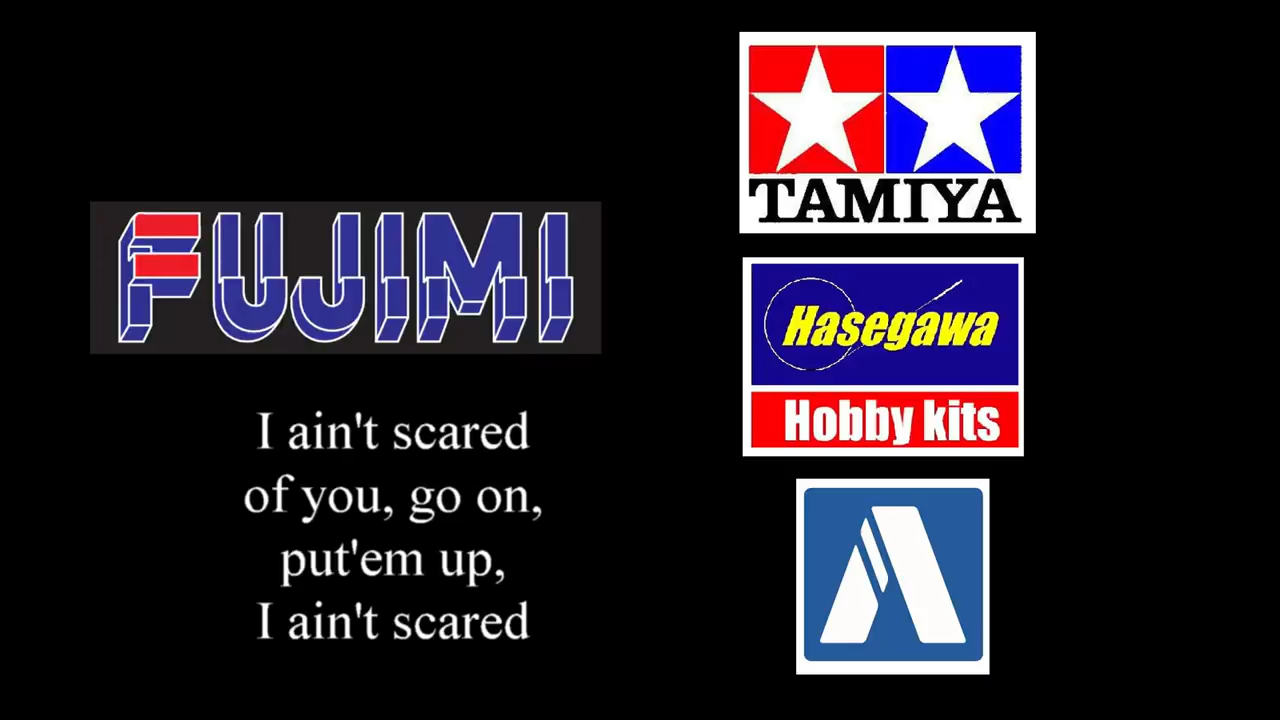 FUJIMI
I ain't scared
of you, go on,
put'em up,
I ain't scared
TAMIYA
Hasegawa
Hobby kits